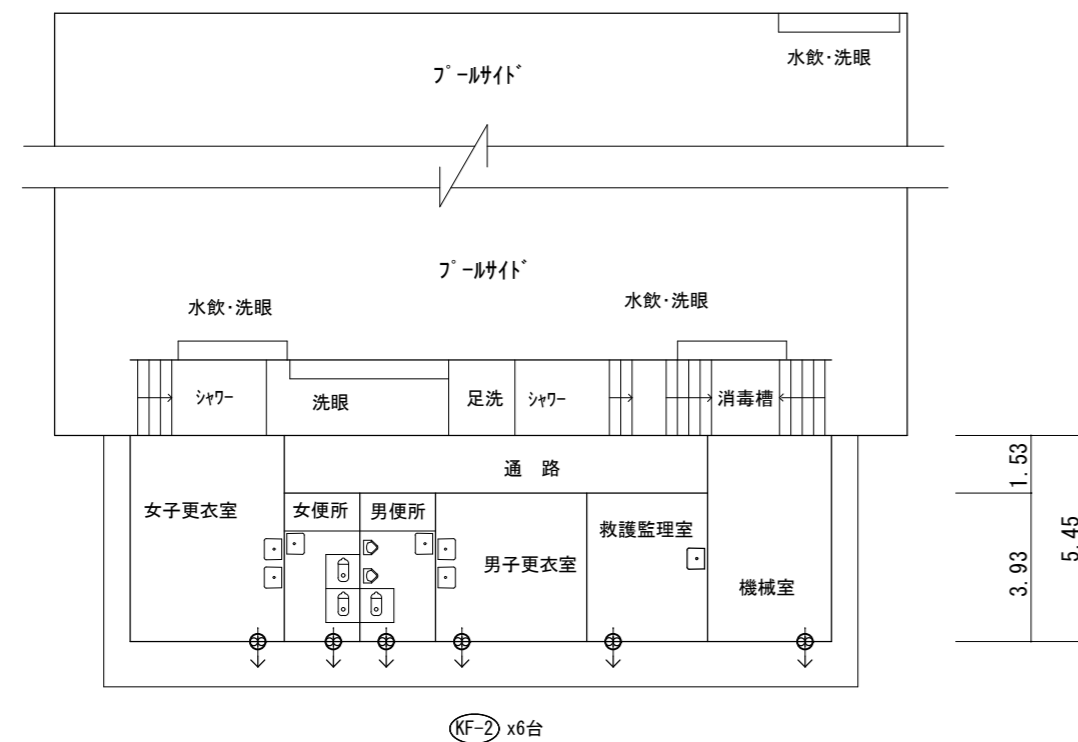 水飲・洗眼
ﾌﾟｰﾙｻｲﾄﾞ
ﾌﾟｰﾙｻｲﾄﾞ
水飲・洗眼
水飲・洗眼
ｼｬﾜｰ
洗眼
足洗
ｼｬﾜｰ
消毒槽
通 路
女子更衣室
女便所
男便所
男子更衣室
救護監理室
機械室
1.53
3.93
5.45
KF-2 x6台